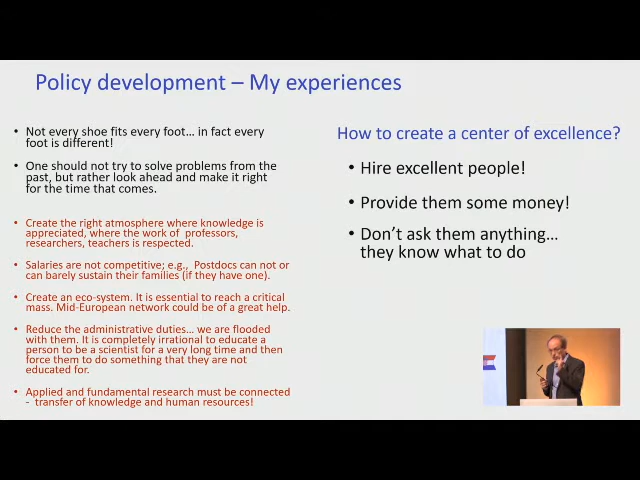 Policy development – My experiences
• Not every shoe fits every foot... in fact every
foot is different!
• One should not try to solve problems from the
past, but rather look ahead and make it right
for the time that comes.
• Create the right atmosphere where knowledge is
appreciated, where the work of professors,
researchers, teachers is respected.
• Salaries are not competitive; e.g., Postdocs can not or
can barely sustain their families (if they have one).
• Create an eco-system. It is essential to reach a critical
mass. Mid-European network could be of a great help.
• Reduce the administrative duties... we are flooded
with them. It is completely irrational to educate a
person to be a scientist for a very long time and then
force them to do something that they are not
educated for.
• Applied and fundamental research must be connected
- transfer of knowledge and human resources!
How to create a center of excellence?
• Hire excellent people!
• Provide them some money!
• Don't ask them anything...
they know what to do